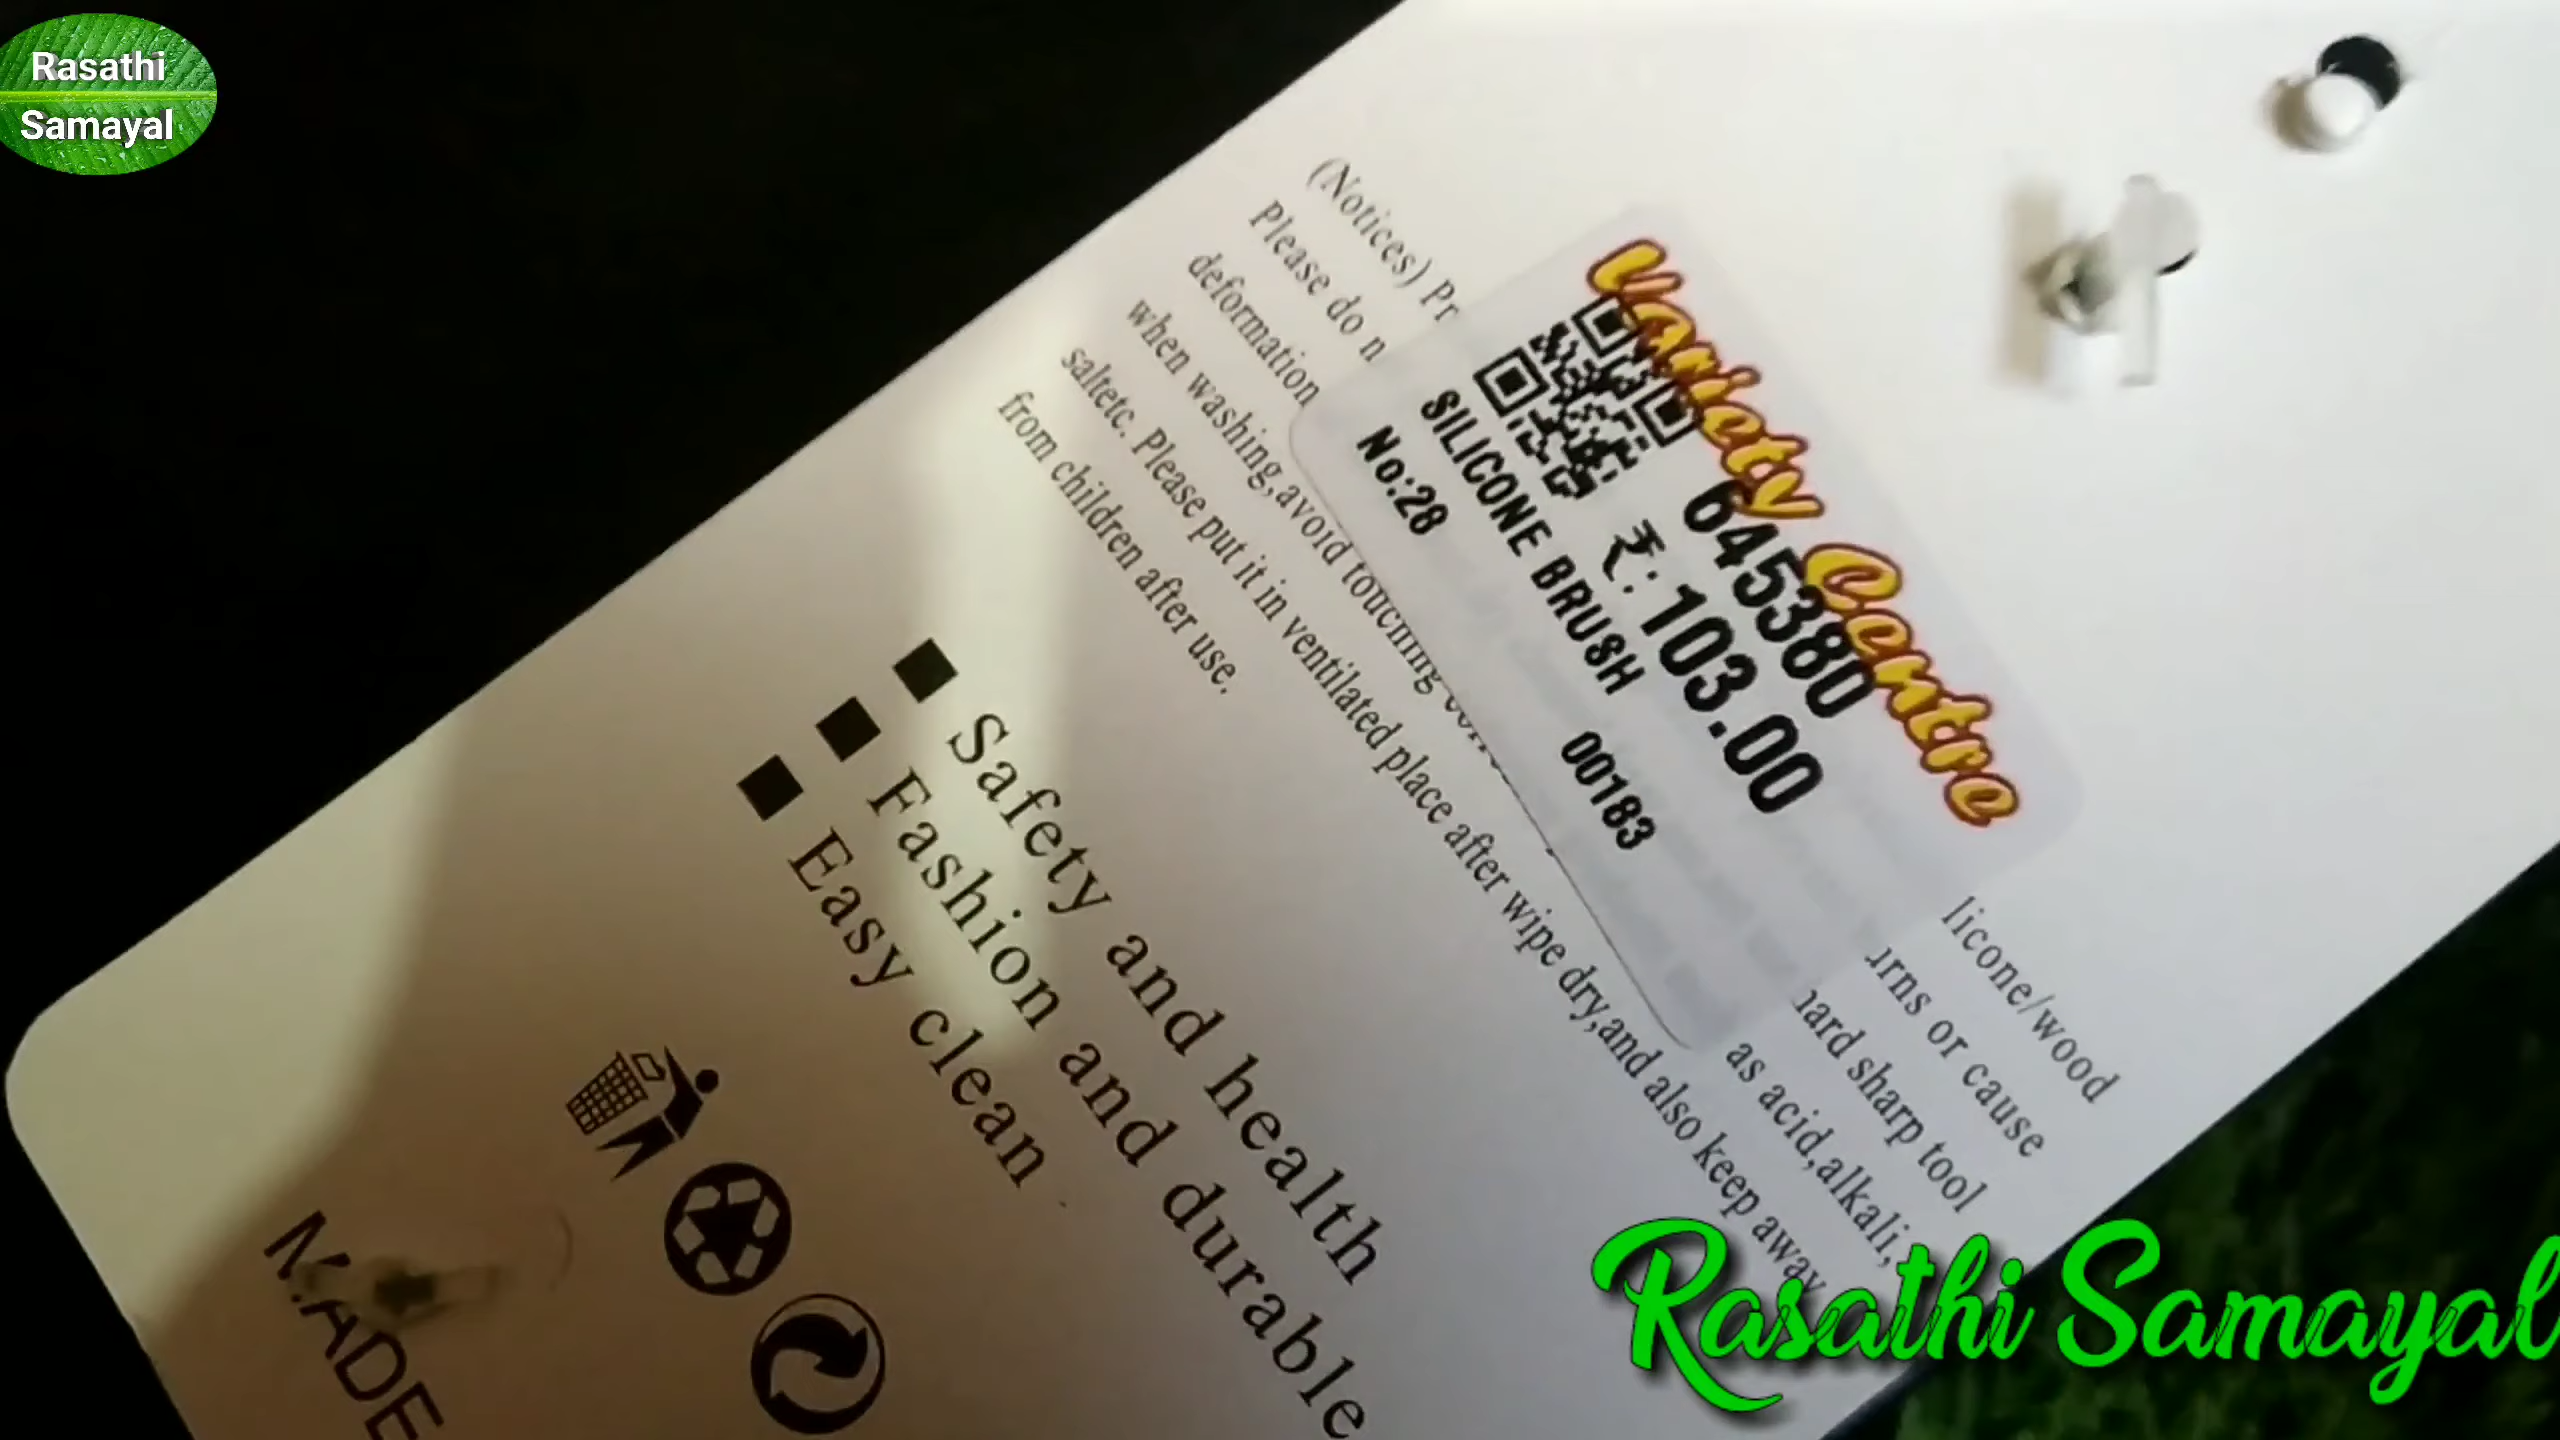 Rasathi
Samayal
Variety Centre
645380
₹: 103.00
SILICONE BRUSH
No:28 00183
(Notices) Pr licone/wood
Please do n urns or cause
deformation hard sharp tool
when washing,avoid touching as acid,alkali,
saltetc. Please put it in ventilated place after wipe dry,and also keep away
from children after use.
■ Safety and health
■ Fashion and durable
■ Easy clean
MADE
Rasathi Samayal